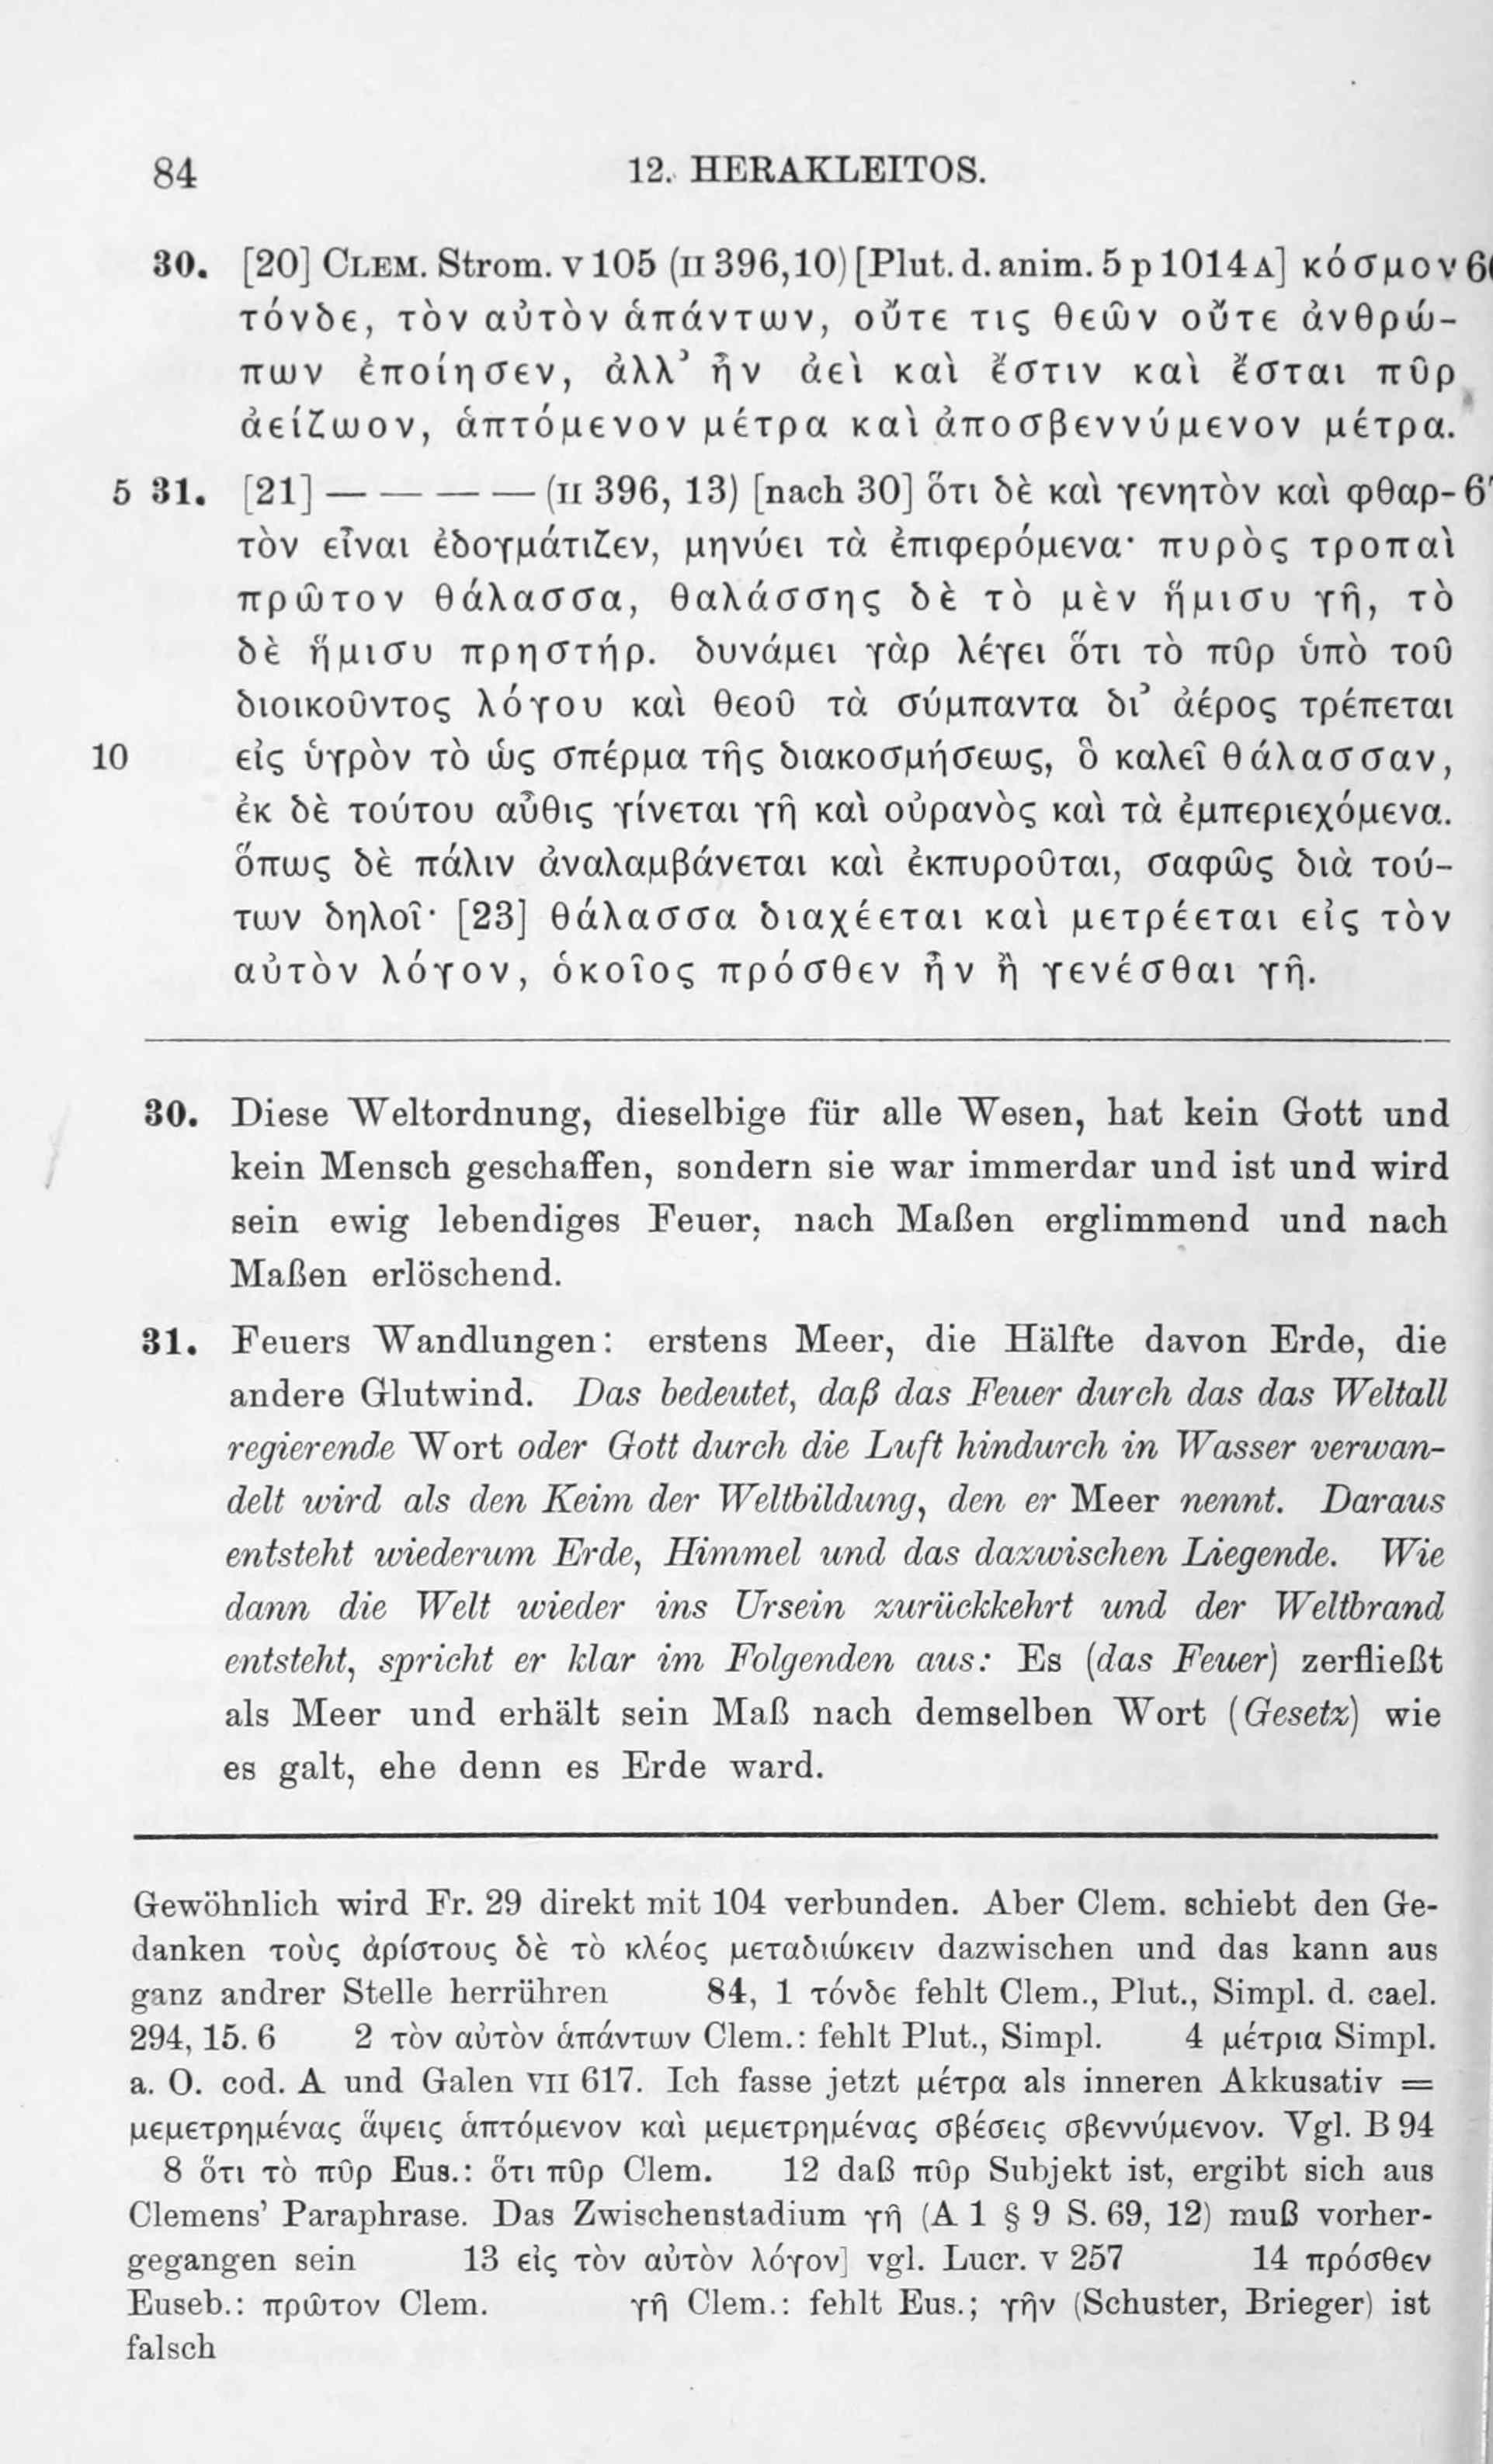 84 12. HERAKLEITOS.
30. [20] CLEM. Strom. v 105 (II 396,10) [Plut. d. anim. 5 p 1014 A] κόσμον
τόνδε, τὸν αὐτὸν ἁπάντων, οὔτε τις θεῶν οὔτε ἀνθρώ-
πων ἐποίησεν, ἀλλ’ ἦν ἀεὶ καὶ ἔστιν καὶ ἔσται πῦρ
ἀείζωον, ἁπτόμενον μέτρα καὶ ἀποσβεννύμενον μέτρα.
5 31. [21] — — — — (II 396, 13) [nach 30] ὅτι δὲ καὶ γενητὸν καὶ φθαρ-
τὸν εἶναι ἐδογμάτιζεν, μηνύει τὰ ἐπιφερόμενα· πυρὸς τροπαὶ
πρῶτον θάλασσα, θαλάσσης δὲ τὸ μὲν ἥμισυ γῆ, τὸ
δὲ ἥμισυ πρηστήρ. δυνάμει γὰρ λέγει ὅτι τὸ πῦρ ὑπὸ τοῦ
διοικοῦντος λόγου καὶ θεοῦ τὰ σύμπαντα δι’ ἀέρος τρέπεται
10 εἰς ὑγρὸν τὸ ὡς σπέρμα τῆς διακοσμήσεως, ὃ καλεῖ θάλασσαν,
ἐκ δὲ τούτου αὖθις γίνεται γῆ καὶ οὐρανὸς καὶ τὰ ἐμπεριεχόμενα.
ὅπως δὲ πάλιν ἀναλαμβάνεται καὶ ἐκπυροῦται, σαφῶς διὰ τού-
των δηλοῖ· [23] θάλασσα διαχέεται καὶ μετρέεται εἰς τὸν
αὐτὸν λόγον, ὁκοῖος πρόσθεν ἦν ἢ γενέσθαι γῆ.
30. Diese Weltordnung, dieselbige für alle Wesen, hat kein Gott und
kein Mensch geschaffen, sondern sie war immerdar und ist und wird
sein ewig lebendiges Feuer, nach Maßen erglimmend und nach
Maßen erlöschend.
31. Feuers Wandlungen: erstens Meer, die Hälfte davon Erde, die
andere Glutwind. Das bedeutet, daß das Feuer durch das das Weltall
regierende Wort oder Gott durch die Luft hindurch in Wasser verwan-
delt wird als den Keim der Weltbildung, den er Meer nennt. Daraus
entsteht wiederum Erde, Himmel und das dazwischen Liegende. Wie
dann die Welt wieder ins Ursein zurückkehrt und der Weltbrand
entsteht, spricht er klar im Folgenden aus: Es (das Feuer) zerfließt
als Meer und erhält sein Maß nach demselben Wort (Gesetz) wie
es galt, ehe denn es Erde ward.
Gewöhnlich wird Fr. 29 direkt mit 104 verbunden. Aber Clem. schiebt den Ge-
danken τοὺς ἀρίστους δὲ τὸ κλέος μεταδιώκειν dazwischen und das kann aus
ganz andrer Stelle herrühren 84, 1 τόνδε fehlt Clem., Plut., Simpl. d. cael.
294, 15. 6 2 τὸν αὐτὸν ἁπάντων Clem.: fehlt Plut., Simpl. 4 μέτρια Simpl.
a. O. cod. A und Galen VII 617. Ich fasse jetzt μέτρα als inneren Akkusativ =
μεμετρημένας ἅψεις ἁπτόμενον καὶ μεμετρημένας σβέσεις σβεννύμενον. Vgl. B 94
8 ὅτι τὸ πῦρ Eus.: ὅτι πῦρ Clem. 12 daß πῦρ Subjekt ist, ergibt sich aus
Clemens’ Paraphrase. Das Zwischenstadium γῆ (A 1 § 9 S. 69, 12) muß vorher-
gegangen sein 13 εἰς τὸν αὐτὸν λόγον] vgl. Lucr. v 257 14 πρόσθεν
Euseb.: πρῶτον Clem. γῆ Clem.: fehlt Eus.; γῆν (Schuster, Brieger) ist
falsch